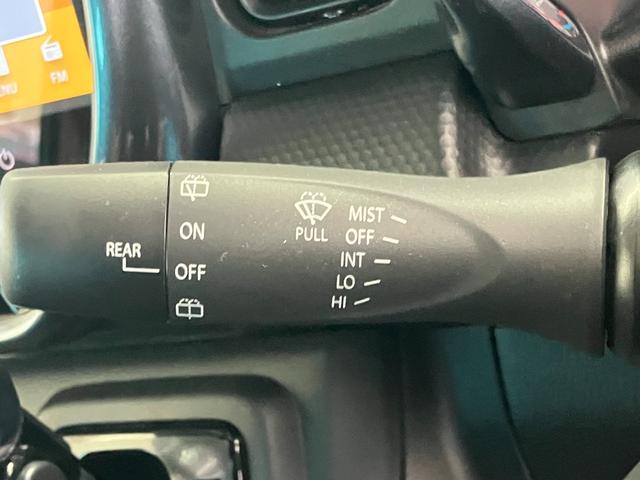 FM
ON
REAR
OFF
PULL
MIST
OFF
INT
LO
HI